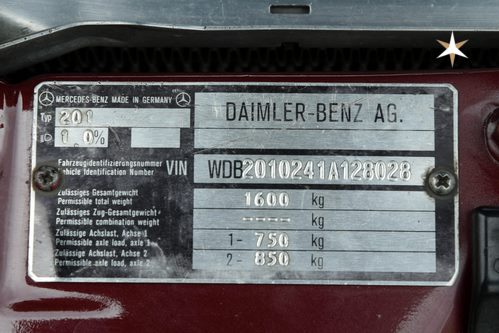 MERCEDES-BENZ MADE IN GERMANY
Typ 201
1,0%
DAIMLER-BENZ AG.
Fahrzeugidentifizierungsnummer
Vehicle Identification Number
VIN WDB2010241A128028
Zulässiges Gesamtgewicht
Permissible total weight
1600 kg
Zulässiges Zug-Gesamtgewicht
Permissible combination weight
---- kg
Zulässige Achslast, Achse 1
Permissible axle load, axle 1
1- 750 kg
Zulässige Achslast, Achse 2
Permissible axle load, axle 2
2- 850 kg